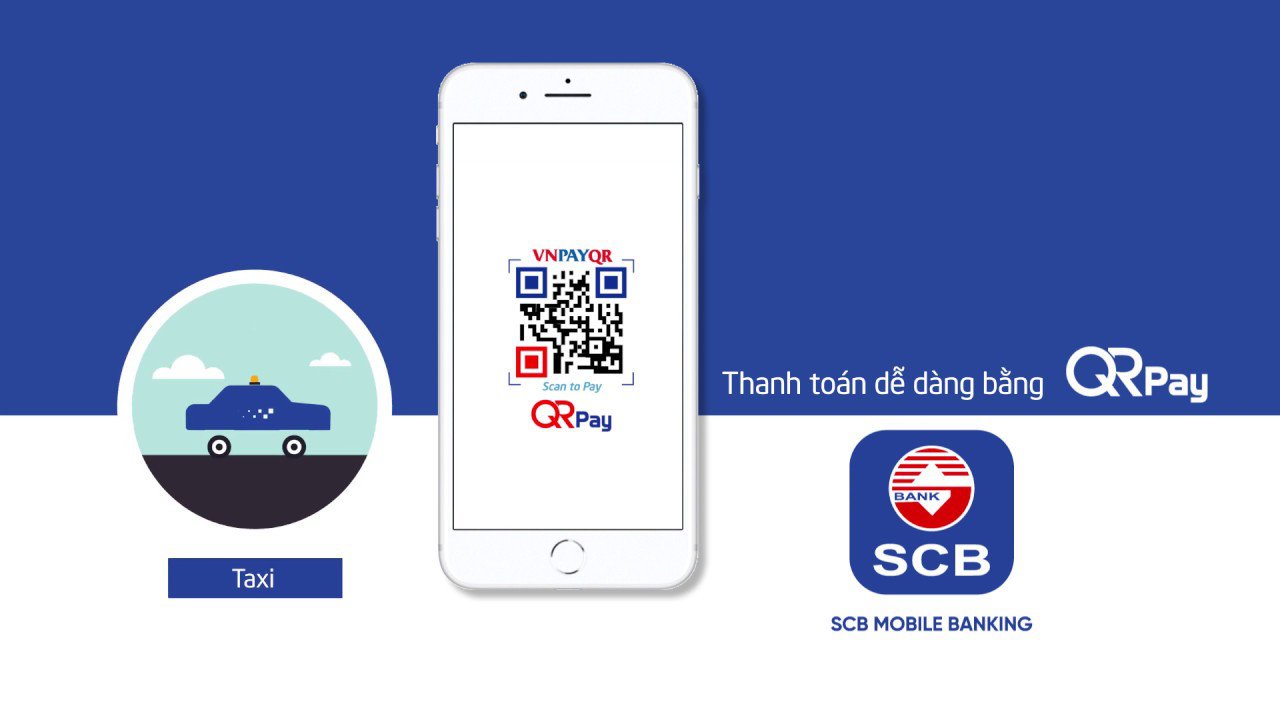 VNPAYQR
Scan to Pay
QRPay
Taxi
Thanh toán dễ dàng bằng QRPay
BANK
SCB
SCB MOBILE BANKING